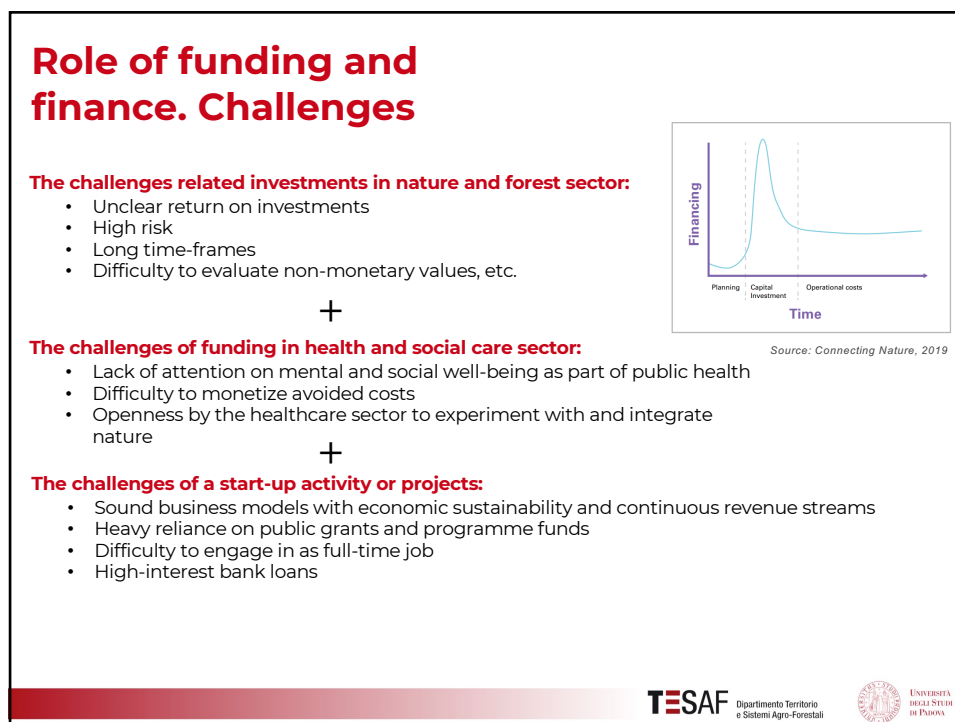 Role of funding and
finance. Challenges
The challenges related investments in nature and forest sector:
• Unclear return on investments
• High risk
• Long time-frames
• Difficulty to evaluate non-monetary values, etc.
+
The challenges of funding in health and social care sector:
• Lack of attention on mental and social well-being as part of public health
• Difficulty to monetize avoided costs
• Openness by the healthcare sector to experiment with and integrate
nature
+
The challenges of a start-up activity or projects:
• Sound business models with economic sustainability and continuous revenue streams
• Heavy reliance on public grants and programme funds
• Difficulty to engage in as full-time job
• High-interest bank loans
Financing
Planning
Capital
Investment
Operational costs
Time
Source: Connecting Nature, 2019
TESAF
Dipartimento Territorio
e Sistemi Agro-Forestali
UNIVERSITÀ
DEGLI STUDI
DI PADOVA